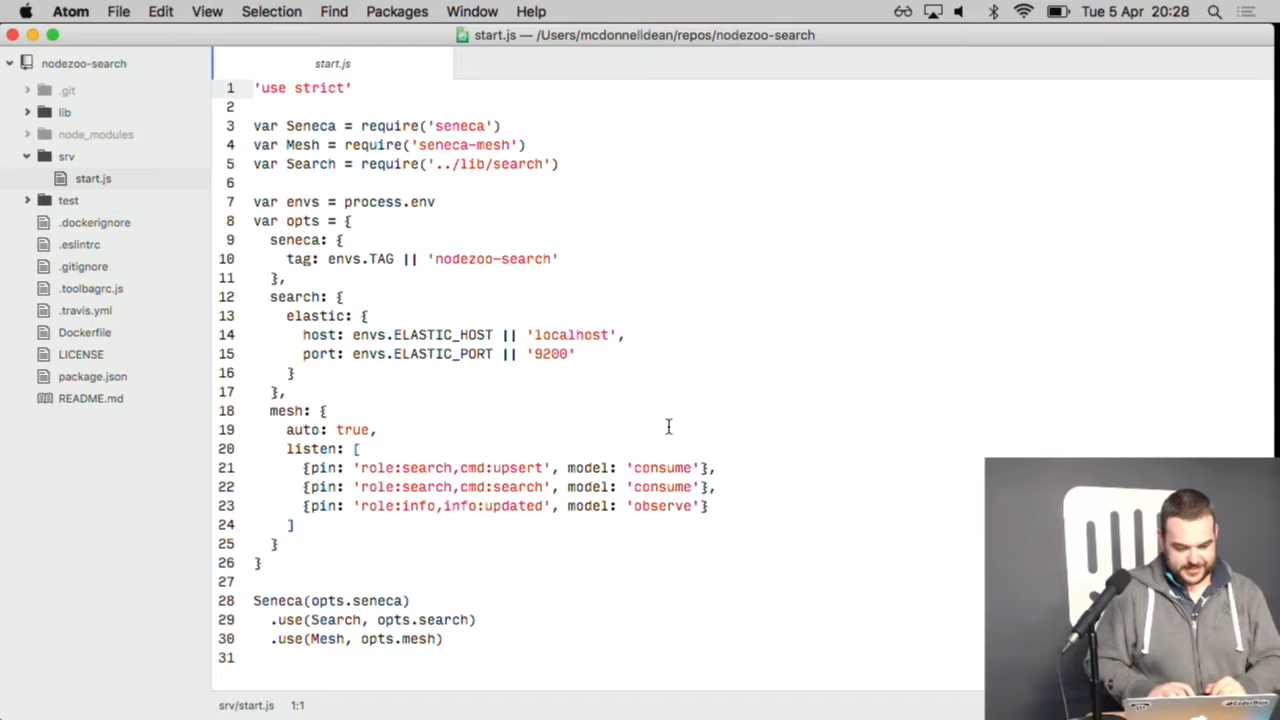 Atom File Edit View Selection Find Packages Window Help Tue 5 Apr 20:28
start.js — /Users/mcdonnelldean/repos/nodezoo-search
nodezoo-search
.git
lib
node_modules
srv
start.js
test
.dockerignore
.eslintrc
.gitignore
.toolbagrc.js
.travis.yml
Dockerfile
LICENSE
package.json
README.md
start.js
1 'use strict'
2
3 var Seneca = require('seneca')
4 var Mesh = require('seneca-mesh')
5 var Search = require('../lib/search')
6
7 var envs = process.env
8 var opts = {
9 seneca: {
10 tag: envs.TAG || 'nodezoo-search'
11 },
12 search: {
13 elastic: {
14 host: envs.ELASTIC_HOST || 'localhost',
15 port: envs.ELASTIC_PORT || '9200'
16 }
17 },
18 mesh: {
19 auto: true,
20 listen: [
21 {pin: 'role:search,cmd:upsert', model: 'consume'},
22 {pin: 'role:search,cmd:search', model: 'consume'},
23 {pin: 'role:info,info:updated', model: 'observe'}
24 ]
25 }
26 }
27
28 Seneca(opts.seneca)
29 .use(Search, opts.search)
30 .use(Mesh, opts.mesh)
31
srv/start.js 1:1